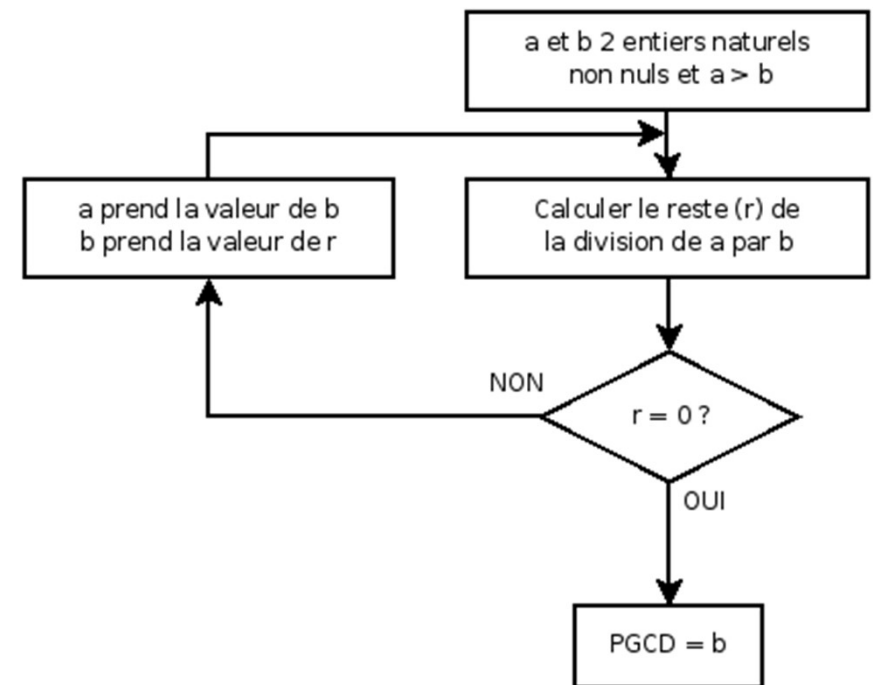 a et b 2 entiers naturels
non nuls et a > b
a prend la valeur de b
b prend la valeur de r
Calculer le reste (r) de
la division de a par b
NON
r = 0 ?
OUI
PGCD = b